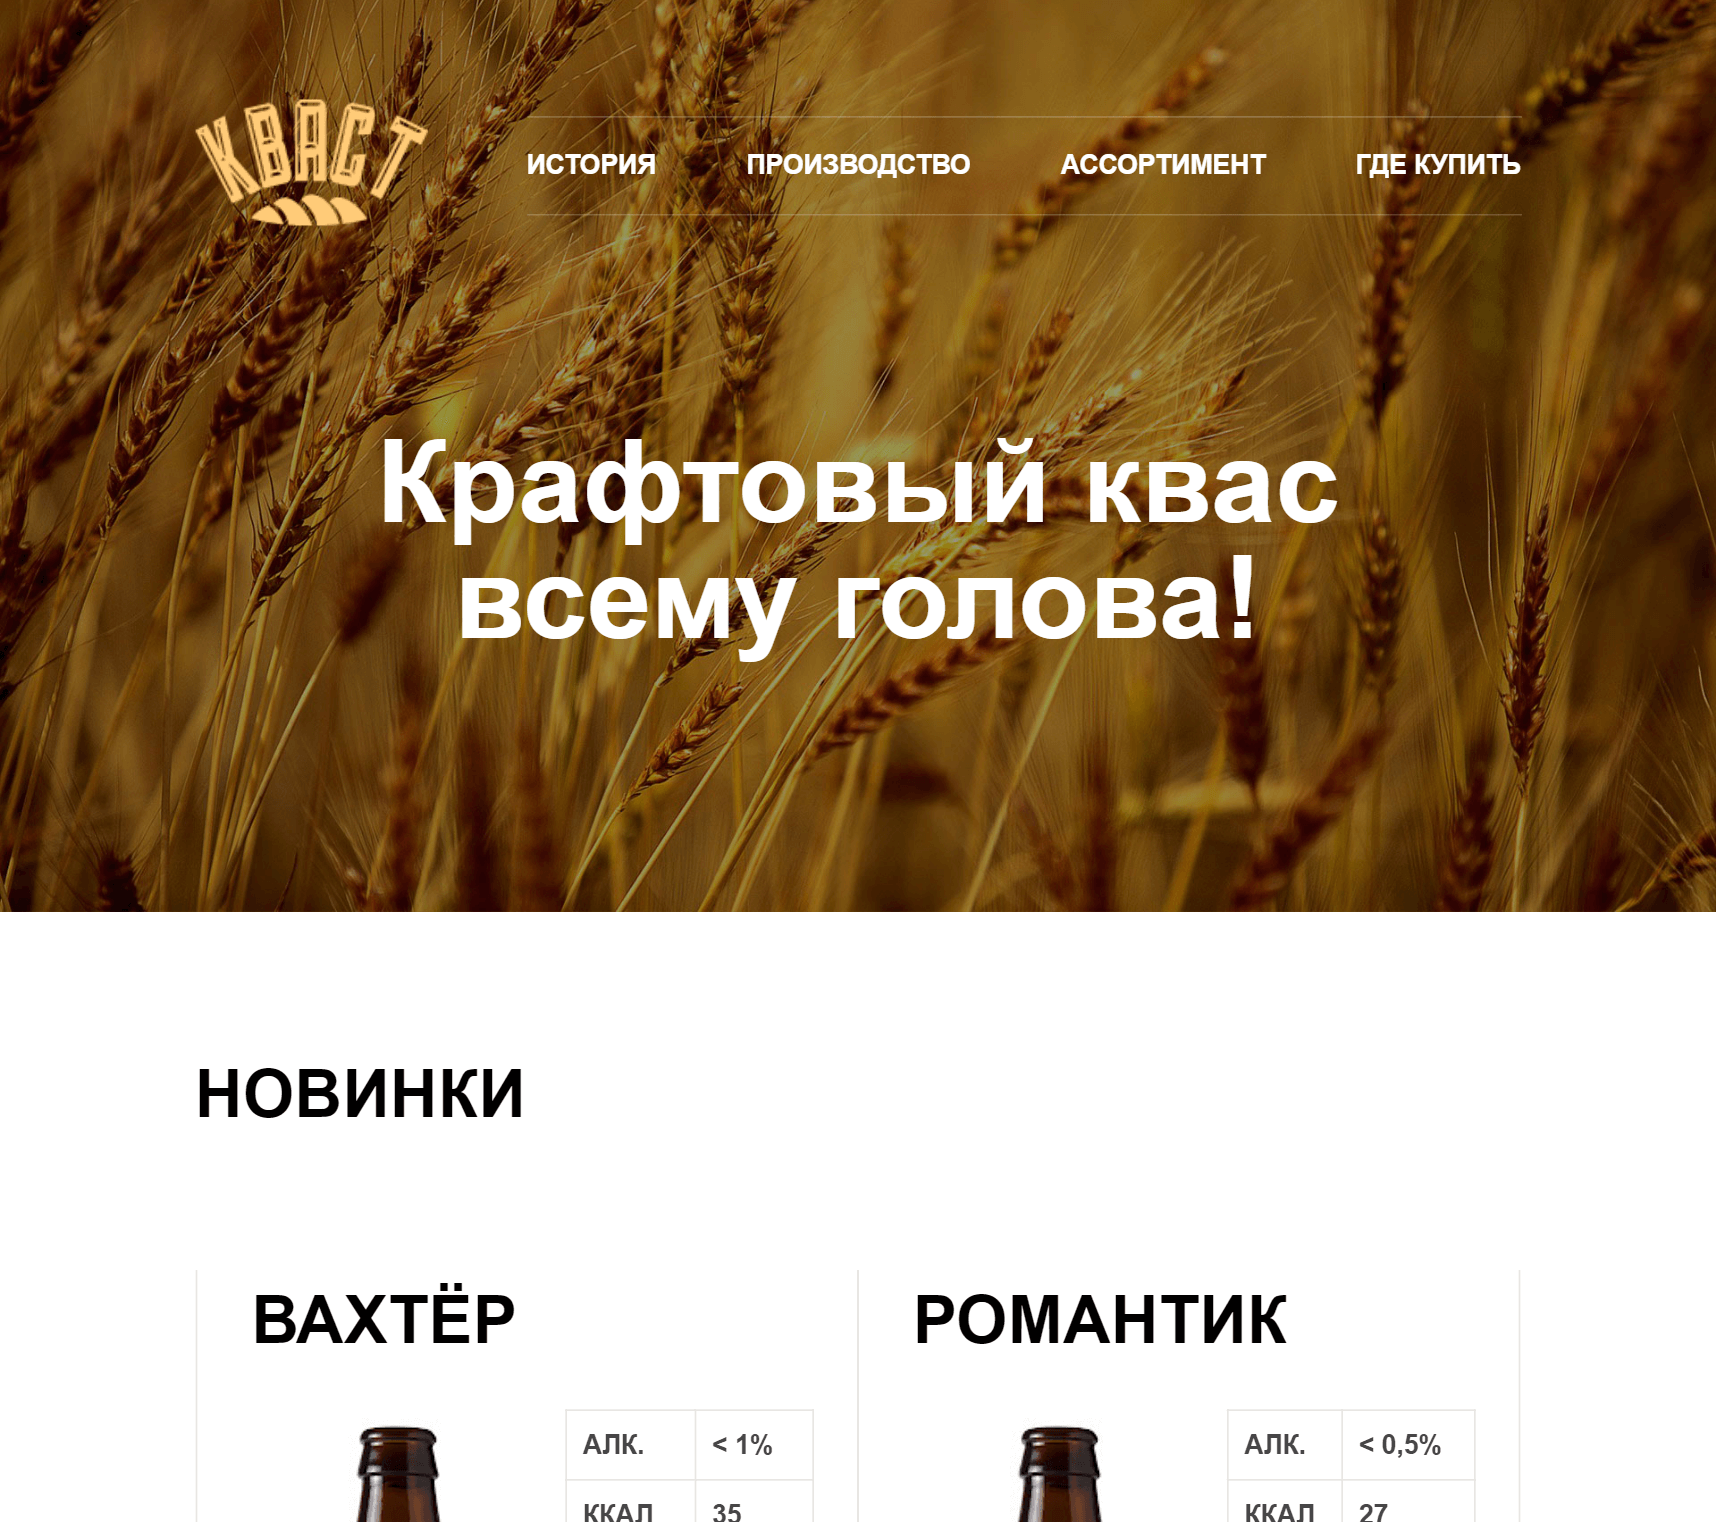 КВАСТ
ИСТОРИЯ ПРОИЗВОДСТВО АССОРТИМЕНТ ГДЕ КУПИТЬ
Крафтовый квас
всему голова!
НОВИНКИ
ВАХТЁР
АЛК. < 1%
ККАЛ 35
РОМАНТИК
АЛК. < 0,5%
ККАЛ 27